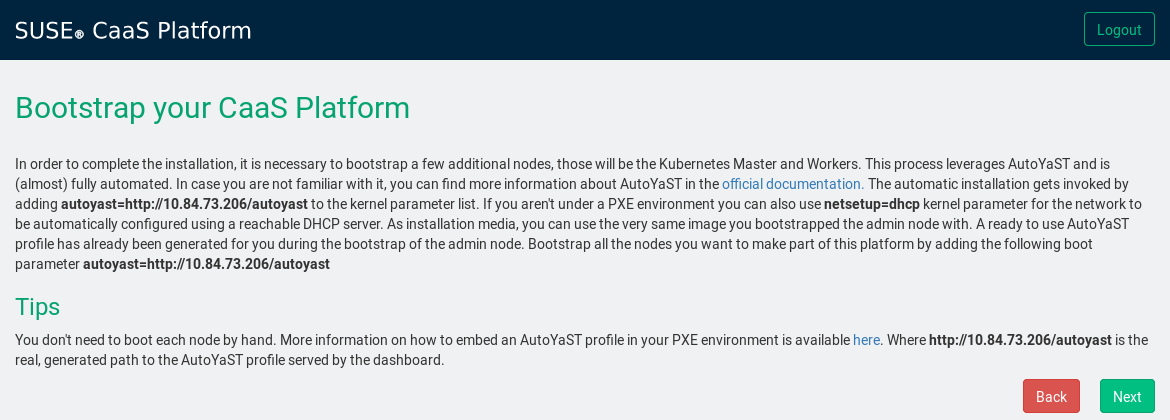 SUSE® CaaS Platform
Logout
Bootstrap your CaaS Platform
In order to complete the installation, it is necessary to bootstrap a few additional nodes, those will be the Kubernetes Master and Workers. This process leverages AutoYaST and is
(almost) fully automated. In case you are not familiar with it, you can find more information about AutoYaST in the official documentation. The automatic installation gets invoked by
adding autoyast=http://10.84.73.206/autoyast to the kernel parameter list. If you aren't under a PXE environment you can also use netsetup=dhcp kernel parameter for the network to
be automatically configured using a reachable DHCP server. As installation media, you can use the very same image you bootstrapped the admin node with. A ready to use AutoYaST
profile has already been generated for you during the bootstrap of the admin node. Bootstrap all the nodes you want to make part of this platform by adding the following boot
parameter autoyast=http://10.84.73.206/autoyast
Tips
You don't need to boot each node by hand. More information on how to embed an AutoYaST profile in your PXE environment is available here. Where http://10.84.73.206/autoyast is the
real, generated path to the AutoYaST profile served by the dashboard.
Back
Next